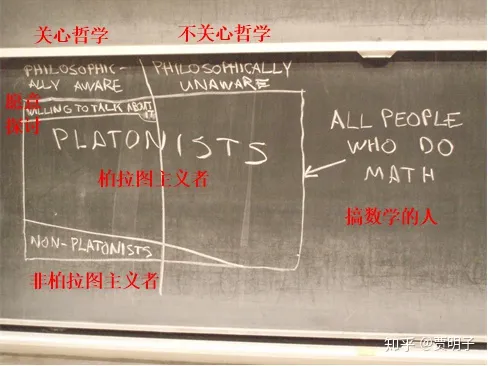 关心哲学
不关心哲学
PHILOSOPHIC-
ALLY AWARE
PHILOSOPHICALLY
UNAWARE
愿意
探讨
WILLING TO TALK ABOUT
PLATONISTS
柏拉图主义者
NON-PLATONISTS
非柏拉图主义者
ALL PEOPLE
WHO DO
MATH
搞数学的人
知乎 @贾明子